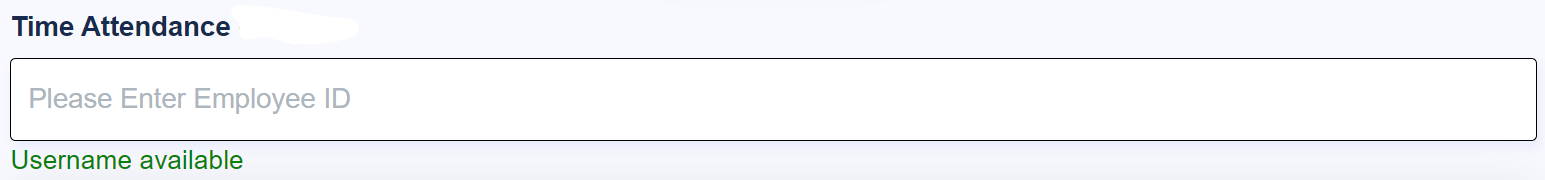 Time Attendance
Please Enter Employee ID
Username available